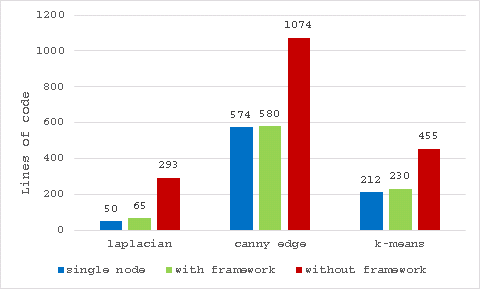 1200
1000
800
600
400
200
0
Lines of code
50
65
293
574
580
1074
212
230
455
laplacian
canny edge
k-means
single node
with framework
without framework